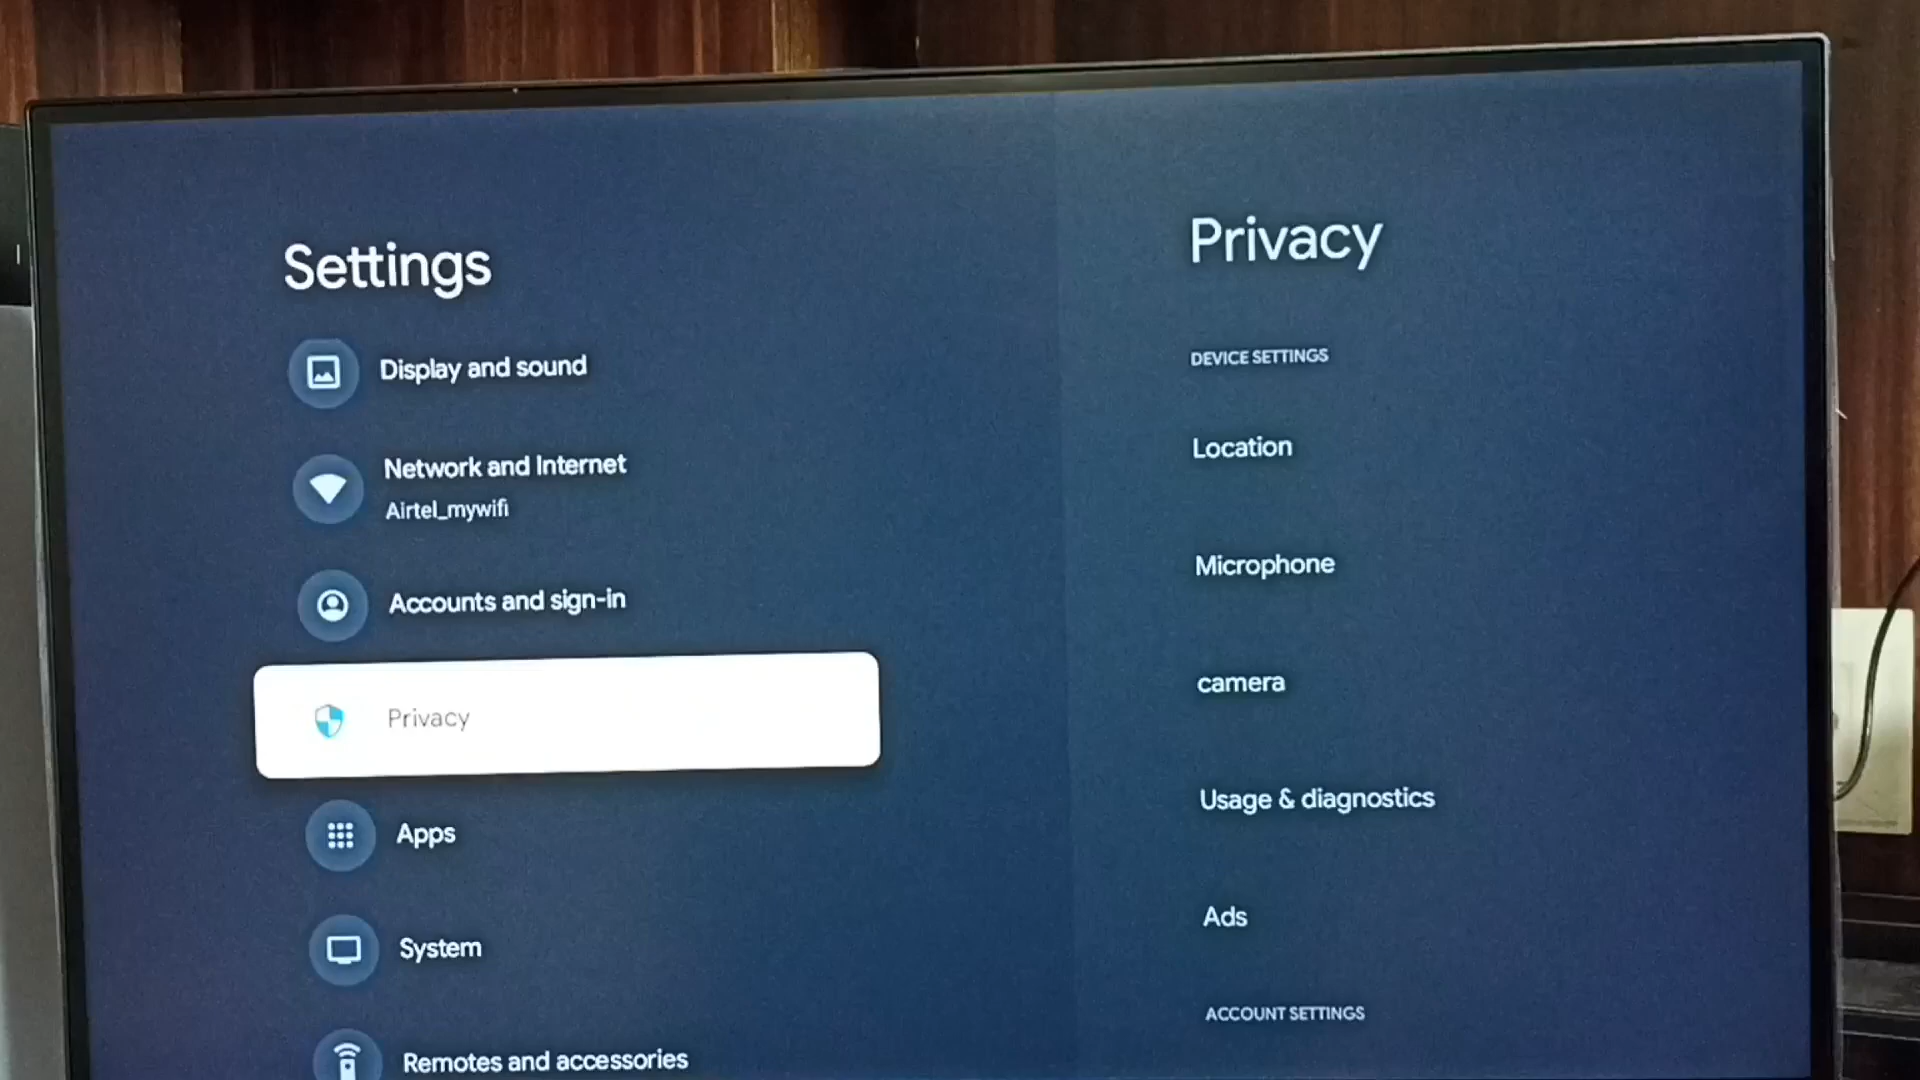 Settings
Display and sound
Network and Internet
Airtel_mywifi
Accounts and sign-in
Privacy
Apps
System
Remotes and accessories
Privacy
DEVICE SETTINGS
Location
Microphone
camera
Usage & diagnostics
Ads
ACCOUNT SETTINGS